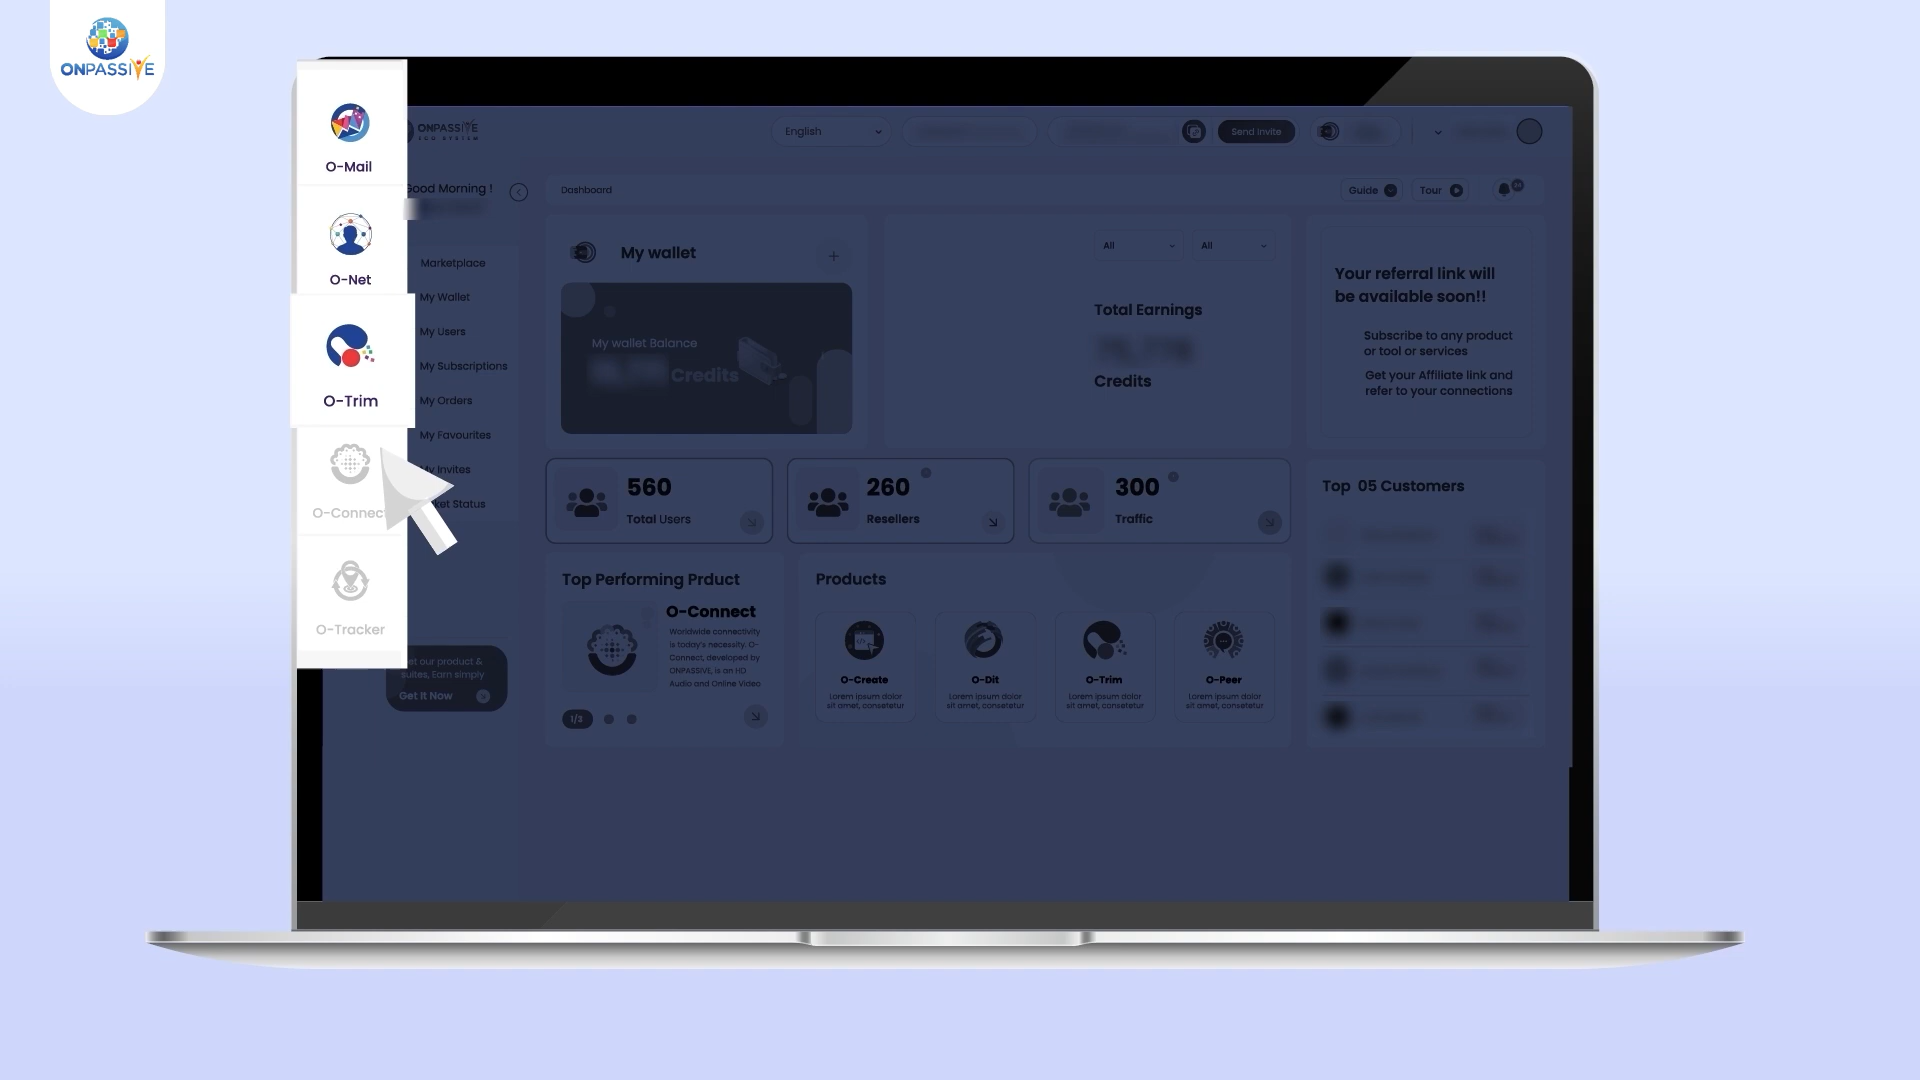 ONPASSIVE
O-Mail
O-Net
O-Trim
O-Connect
O-Tracker
ONPASSIVE
ECO SYSTEM
English
Send Invite
Good Morning !
Dashboard
Guide
Tour
Marketplace
My Wallet
My Users
My Subscriptions
My Orders
My Favourites
My Invites
ket Status
et our product &
suites, Earn simply
Get It Now
My wallet
My wallet Balance
Credits
All
All
Total Earnings
Credits
Your referral link will
be available soon!!
Subscribe to any product
or tool or services
Get your Affiliate link and
refer to your connections
560
Total Users
260
Resellers
300
Traffic
Top 05 Customers
Top Performing Prduct
O-Connect
Worldwide connectivity
is today's necessity. O-
Connect, developed by
ONPASSIVE, is an HD
Audio and Online Video
1/3
Products
O-Create
Lorem ipsum dolor
sit amet, consetetur
O-Dit
Lorem ipsum dolor
sit amet, consetetur
O-Trim
Lorem ipsum dolor
sit amet, consetetur
O-Peer
Lorem ipsum dolor
sit amet, consetetur